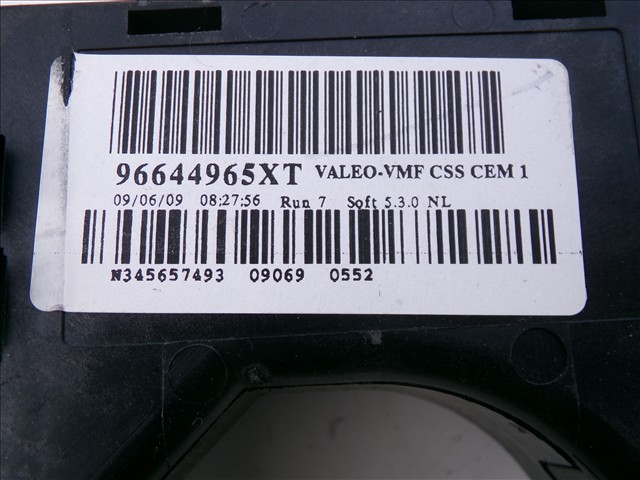 96644965XT VALEO-VMF CSS CEM 1
09/06/09 08:27:56 Run 7 Soft 5.3.0 NL
N345657493 09069 0552